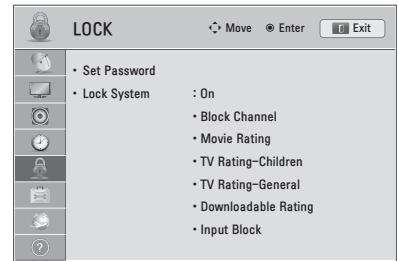 LOCK Move Enter Exit
• Set Password
• Lock System : On
• Block Channel
• Movie Rating
• TV Rating-Children
• TV Rating-General
• Downloadable Rating
• Input Block
?